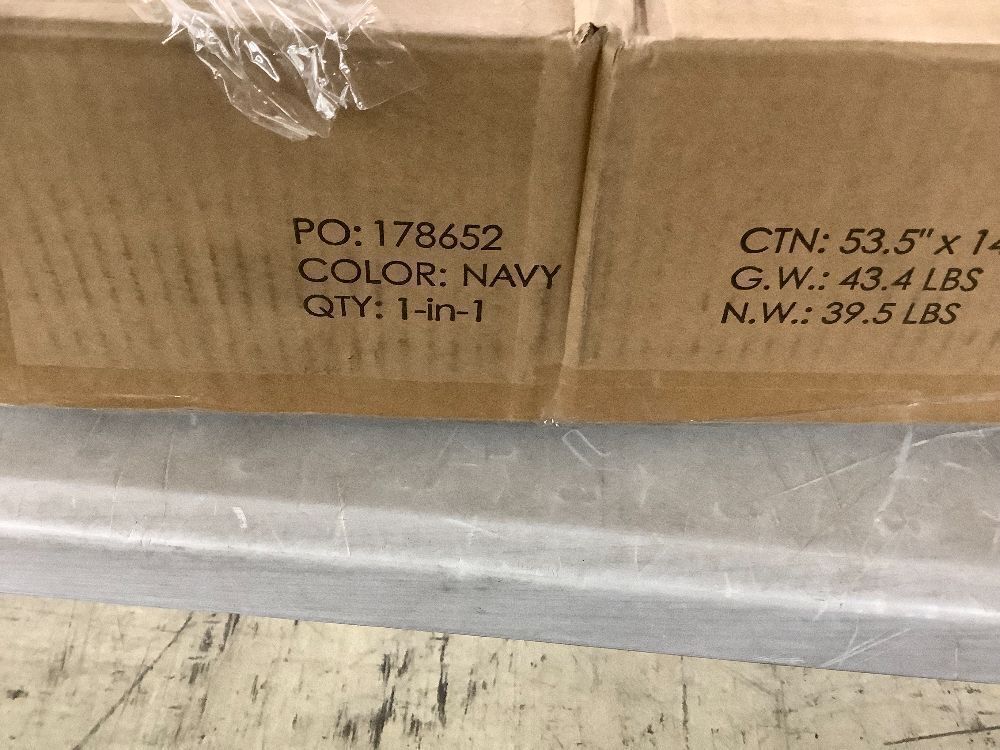 PO: 178652
COLOR: NAVY
QTY: 1-in-1
CTN: 53.5" x 14
G.W.: 43.4 LBS
N.W.: 39.5 LBS